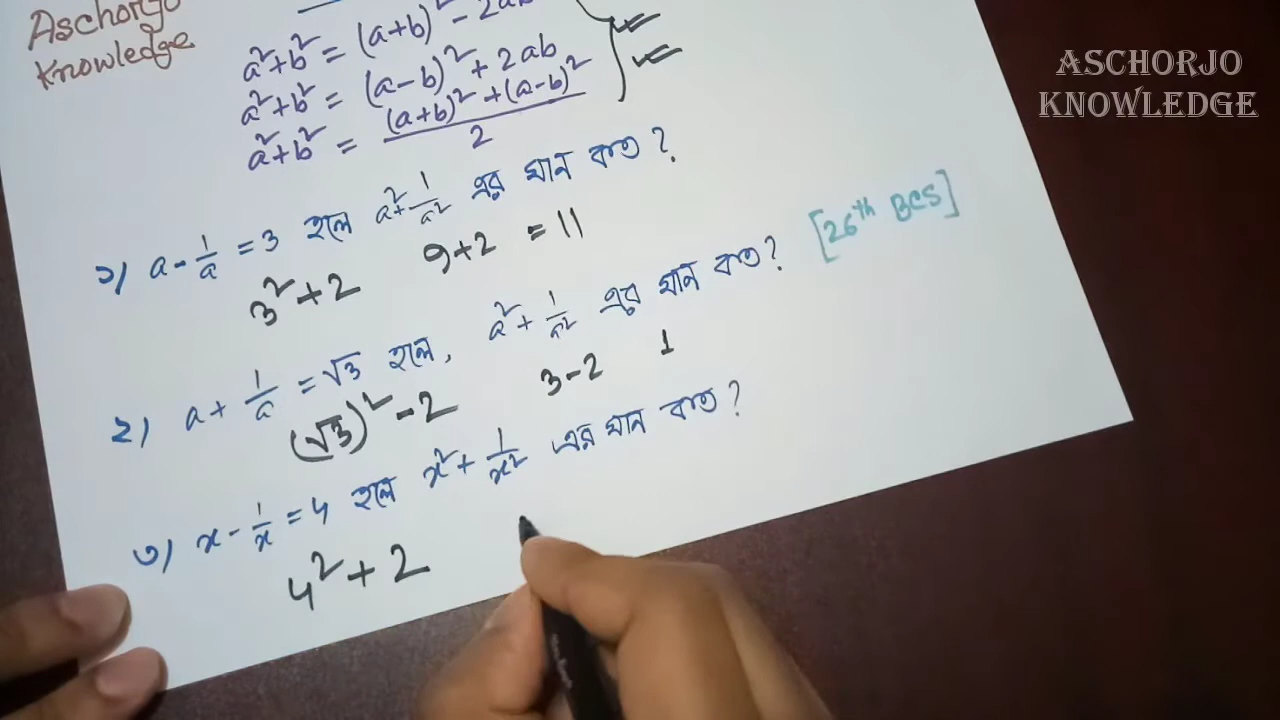 Aschorjo
Knowledge
ASCHORJO
KNOWLEDGE
a²+b² = (a+b)² - 2ab
a²+b² = (a-b)² + 2ab
a²+b² = (a+b)² + (a-b)² / 2
১) a - 1/a = 3 হলে a² + 1/a² এর মান কত?
3² + 2 9+2 = 11
২) a + 1/a = √3 হলে, a² + 1/a² এর মান কত? [26th BCS]
(√3)² - 2 3-2 1
৩) x - 1/x = 4 হলে x² + 1/x² এর মান কত?
4² + 2